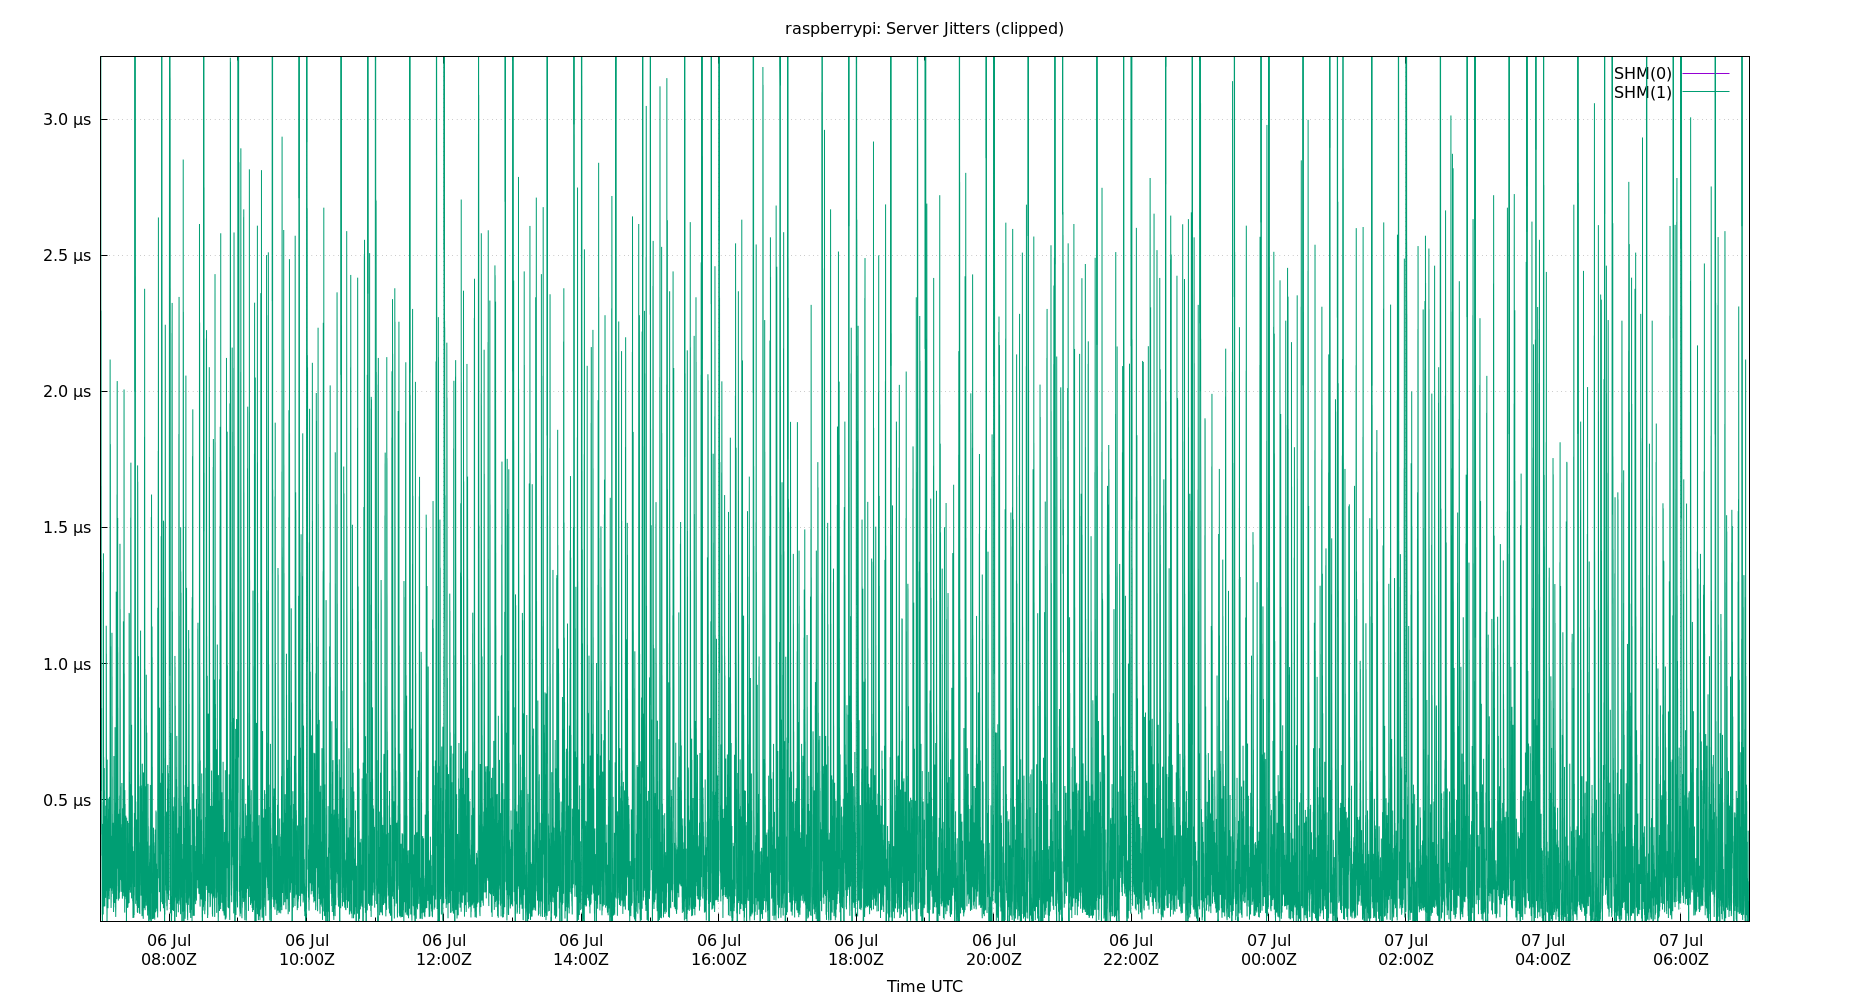 raspberrypi: Server Jitters (clipped)
SHM(0)
SHM(1)
3.0 µs
2.5 µs
2.0 µs
1.5 µs
1.0 µs
0.5 µs
06 Jul 06 Jul 06 Jul 06 Jul 06 Jul 06 Jul 06 Jul 06 Jul 07 Jul 07 Jul 07 Jul 07 Jul
08:00Z 10:00Z 12:00Z 14:00Z 16:00Z 18:00Z 20:00Z 22:00Z 00:00Z 02:00Z 04:00Z 06:00Z
Time UTC